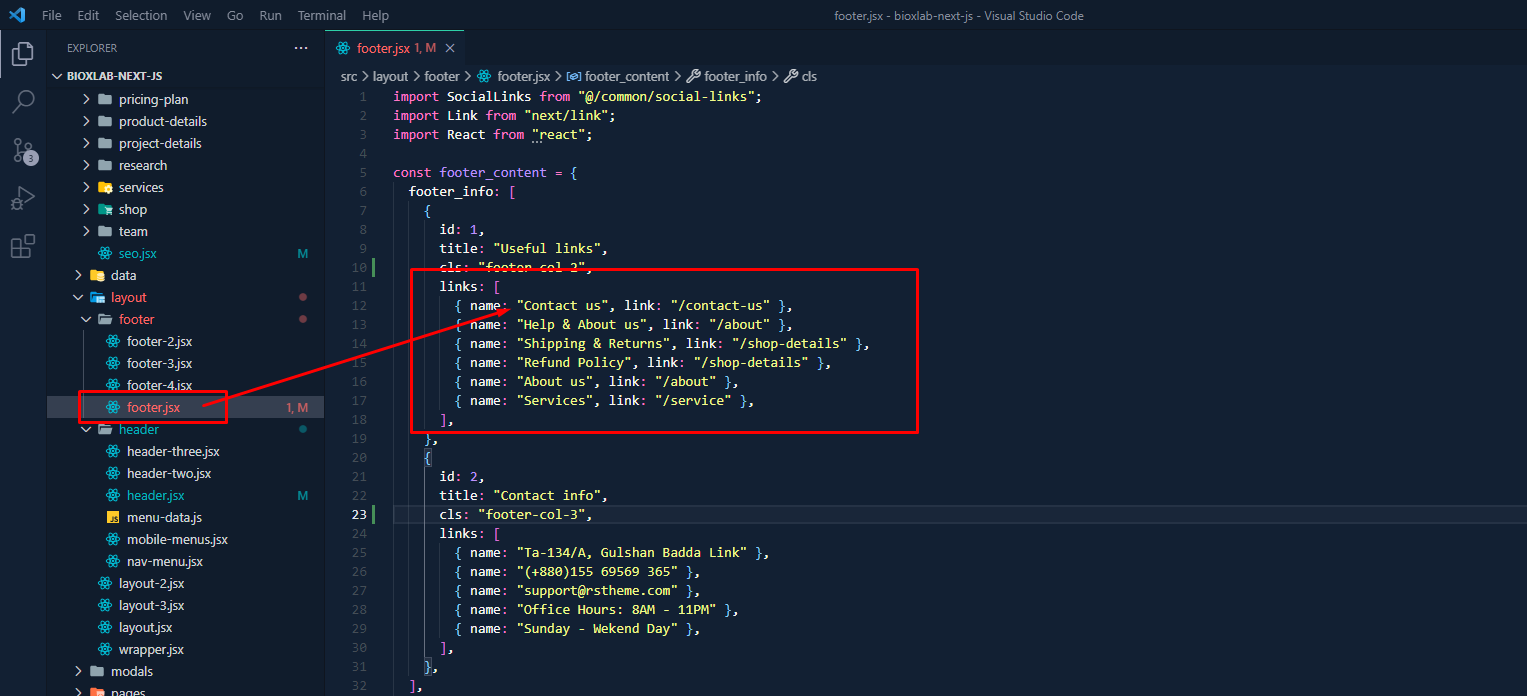 File Edit Selection View Go Run Terminal Help footer.jsx - bioxlab-next-js - Visual Studio Code
EXPLORER
BIOXLAB-NEXT-JS
pricing-plan
product-details
project-details
research
services
shop
team
seo.jsx M
data
layout
footer
footer-2.jsx
footer-3.jsx
footer-4.jsx
footer.jsx 1, M
header
header-three.jsx
header-two.jsx
header.jsx M
menu-data.js
mobile-menus.jsx
nav-menu.jsx
layout-2.jsx
layout-3.jsx
layout.jsx
wrapper.jsx
modals
pages
3
footer.jsx 1, M
src > layout > footer > footer.jsx > footer_content > footer_info > cls
1 import SocialLinks from "@/common/social-links";
2 import Link from "next/link";
3 import React from "react";
4
5 const footer_content = {
6 footer_info: [
7 {
8 id: 1,
9 title: "Useful links",
10 cls: "footer-col-2",
11 links: [
12 { name: "Contact us", link: "/contact-us" },
13 { name: "Help & About us", link: "/about" },
14 { name: "Shipping & Returns", link: "/shop-details" },
15 { name: "Refund Policy", link: "/shop-details" },
16 { name: "About us", link: "/about" },
17 { name: "Services", link: "/service" },
18 ],
19 },
20 {
21 id: 2,
22 title: "Contact info",
23 cls: "footer-col-3",
24 links: [
25 { name: "Ta-134/A, Gulshan Badda Link" },
26 { name: "(+880)155 69569 365" },
27 { name: "support@rstheme.com" },
28 { name: "Office Hours: 8AM - 11PM" },
29 { name: "Sunday - Wekend Day" },
30 ],
31 },
32 ],